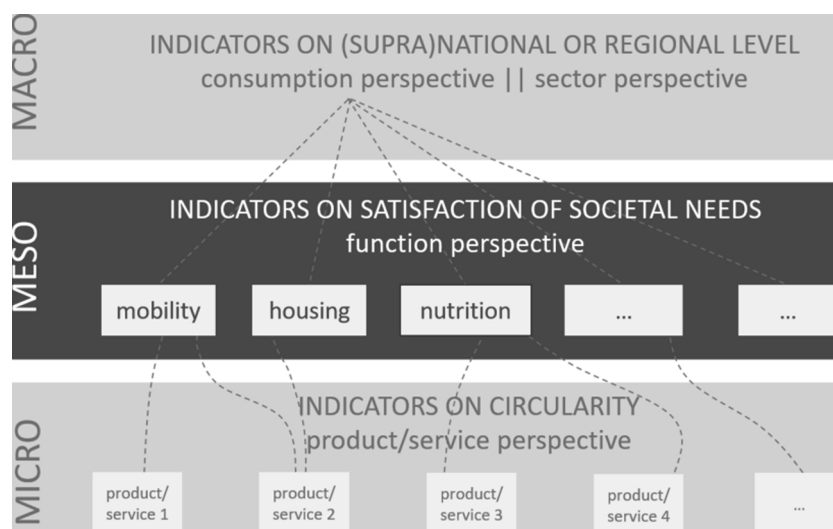 MACRO
INDICATORS ON (SUPRA)NATIONAL OR REGIONAL LEVEL
consumption perspective || sector perspective
MESO
INDICATORS ON SATISFACTION OF SOCIETAL NEEDS
function perspective
mobility
housing
nutrition
...
...
MICRO
INDICATORS ON CIRCULARITY
product/service perspective
product/
service 1
product/
service 2
product/
service 3
product/
service 4
...